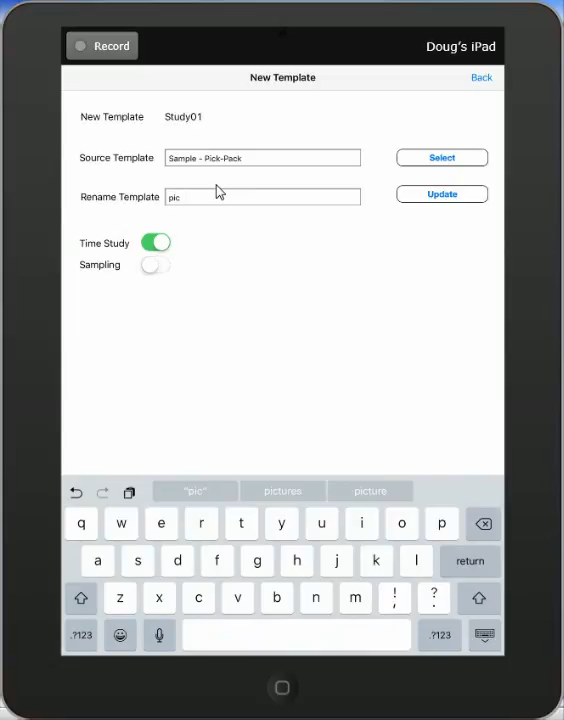 Record
Doug's iPad
New Template
Back
New Template Study01
Source Template Sample - Pick-Pack Select
Rename Template pic Update
Time Study
Sampling
"pic" pictures picture
q w e r t y u i o p
a s d f g h j k l return
z x c v b n m ! , ? .
.?123 .?123